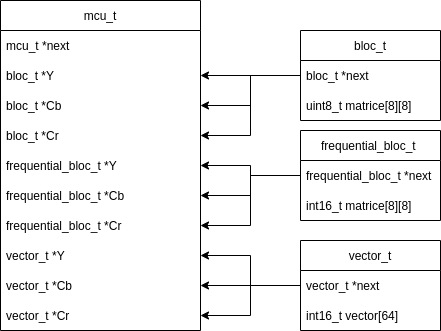 mcu_t
mcu_t *next
bloc_t *Y
bloc_t *Cb
bloc_t *Cr
frequential_bloc_t *Y
frequential_bloc_t *Cb
frequential_bloc_t *Cr
vector_t *Y
vector_t *Cb
vector_t *Cr
bloc_t
bloc_t *next
uint8_t matrice[8][8]
frequential_bloc_t
frequential_bloc_t *next
int16_t matrice[8][8]
vector_t
vector_t *next
int16_t vector[64]